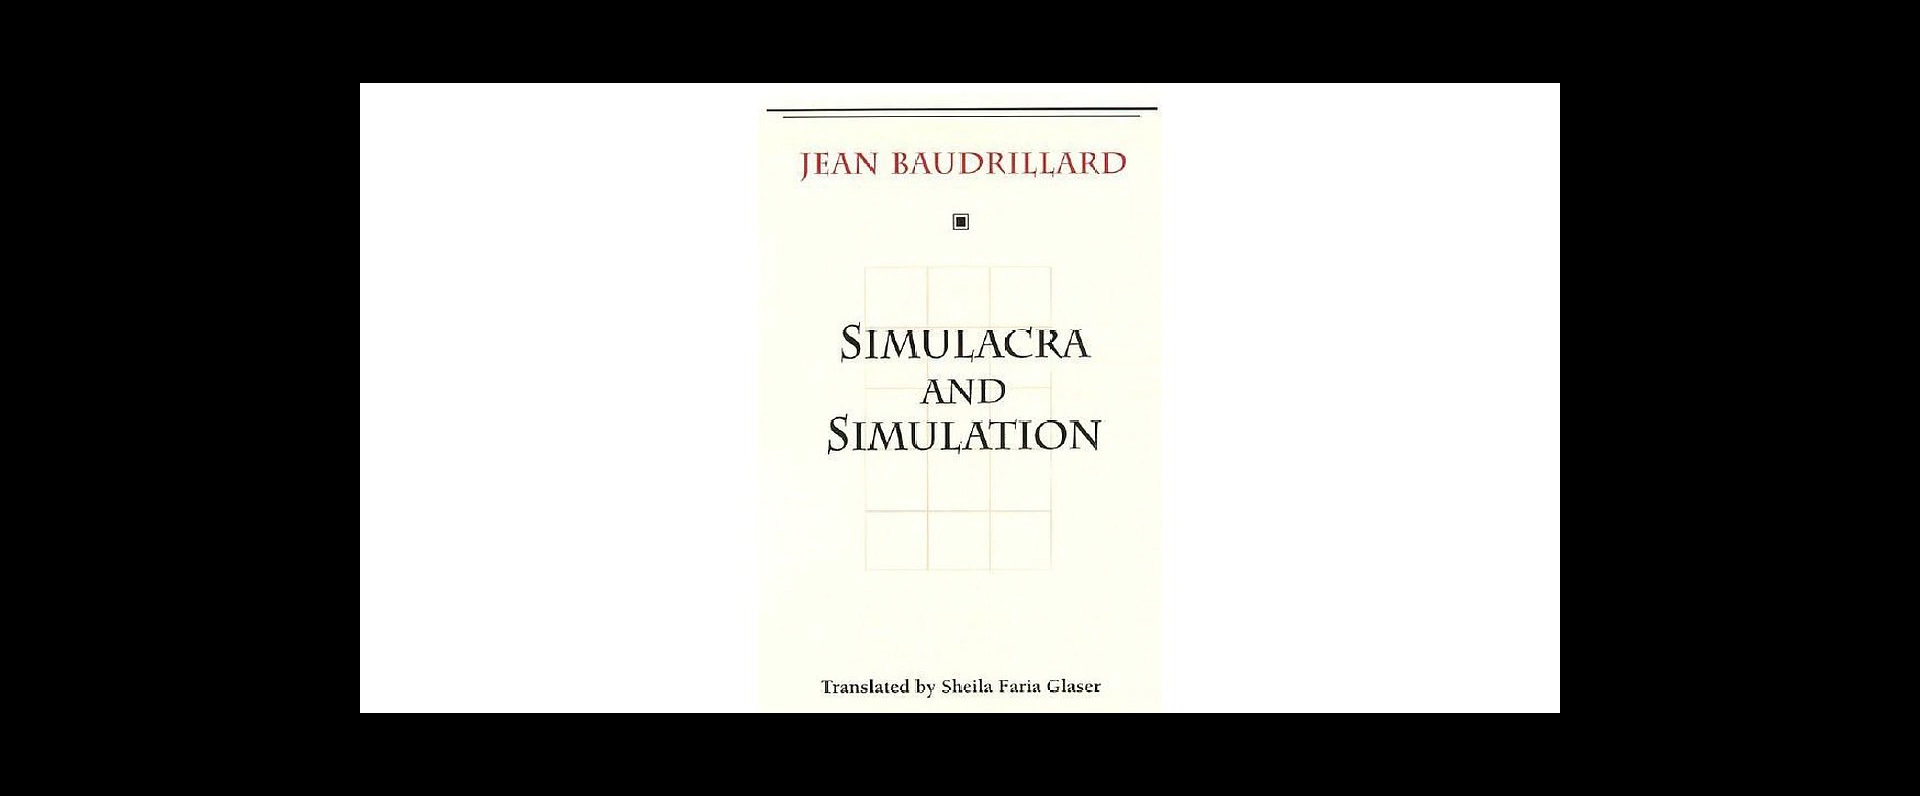 JEAN BAUDRILLARD
SIMULACRA
AND
SIMULATION
Translated by Sheila Faria Glaser